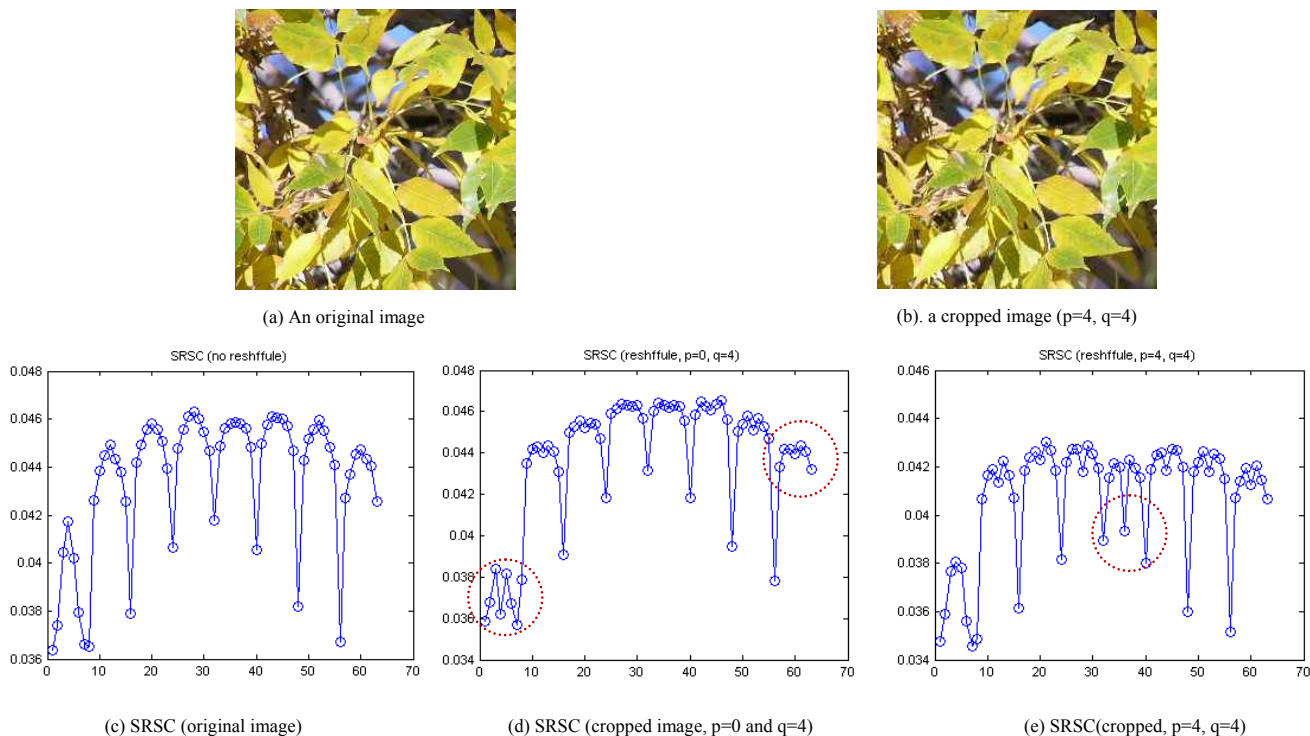 (a) An original image
(b). a cropped image (p=4, q=4)
SRSC (no reshffule)
0.048
0.046
0.044
0.042
0.04
0.038
0.036
0 10 20 30 40 50 60 70
SRSC (reshffule, p=0, q=4)
0.048
0.046
0.044
0.042
0.04
0.038
0.036
0.034
0 10 20 30 40 50 60 70
SRSC (reshffule, p=4, q=4)
0.046
0.044
0.042
0.04
0.038
0.036
0.034
0 10 20 30 40 50 60 70
(c) SRSC (original image)
(d) SRSC (cropped image, p=0 and q=4)
(e) SRSC(cropped, p=4, q=4)